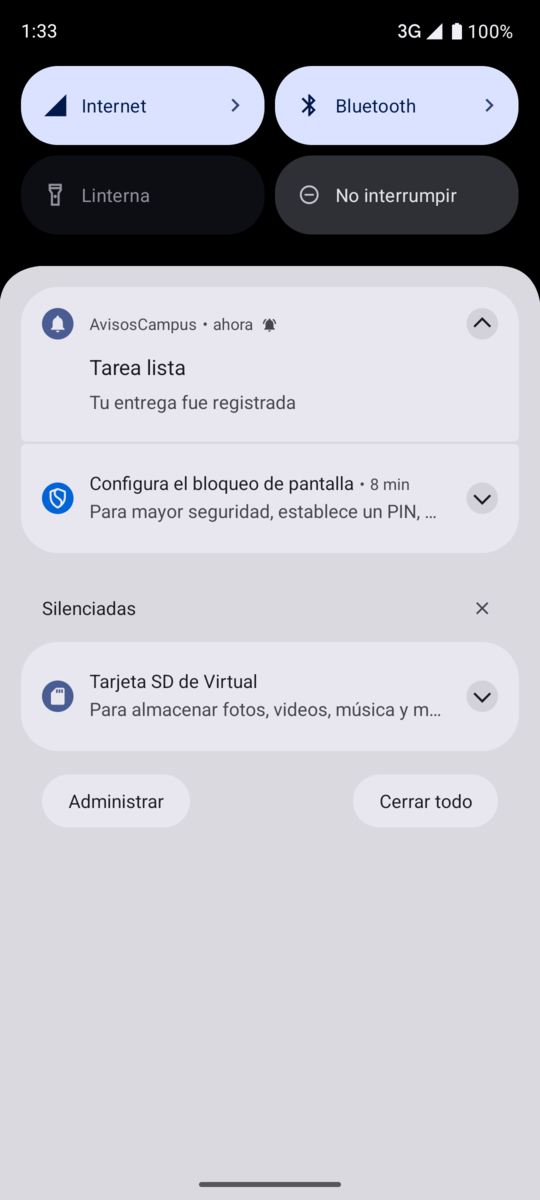 1:33 3G 100%
Internet Bluetooth
Linterna No interrumpir
AvisosCampus • ahora
Tarea lista
Tu entrega fue registrada
Configura el bloqueo de pantalla • 8 min
Para mayor seguridad, establece un PIN, …
Silenciadas
Tarjeta SD de Virtual
Para almacenar fotos, videos, música y m…
Administrar Cerrar todo